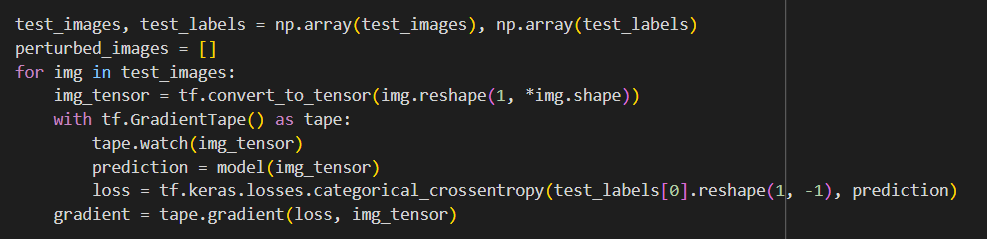 test_images, test_labels = np.array(test_images), np.array(test_labels)
perturbed_images = []
for img in test_images:
    img_tensor = tf.convert_to_tensor(img.reshape(1, *img.shape))
    with tf.GradientTape() as tape:
        tape.watch(img_tensor)
        prediction = model(img_tensor)
        loss = tf.keras.losses.categorical_crossentropy(test_labels[0].reshape(1, -1), prediction)
    gradient = tape.gradient(loss, img_tensor)